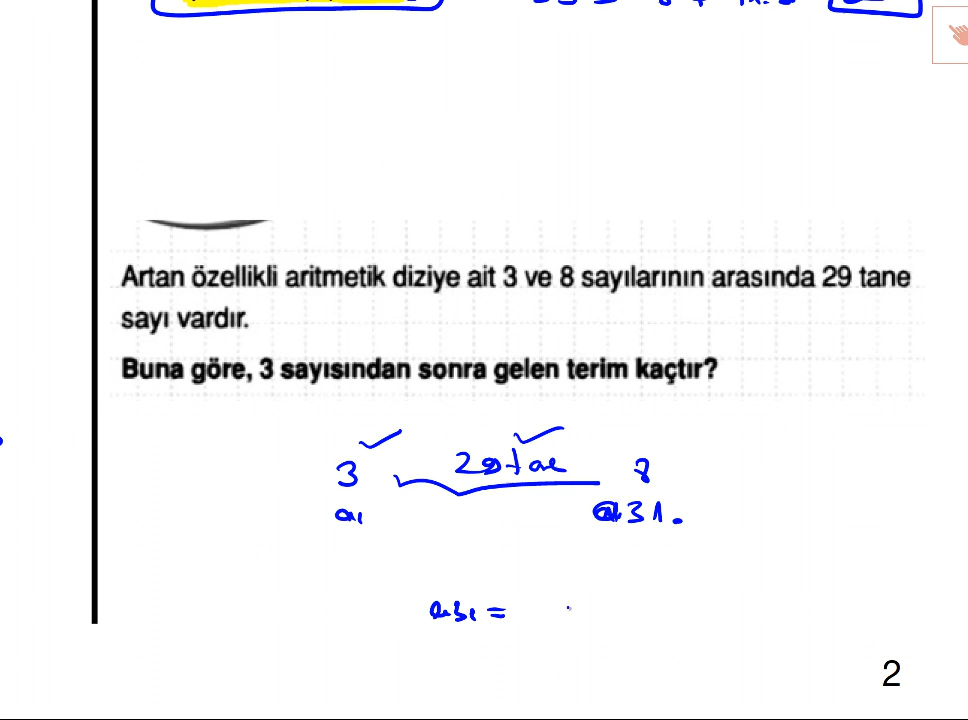 Artan özellikli aritmetik diziye ait 3 ve 8 sayılarının arasında 29 tane
sayı vardır.
Buna göre, 3 sayısından sonra gelen terim kaçtır?
3 29 tane 8
a₁ a31.
a31 =
2